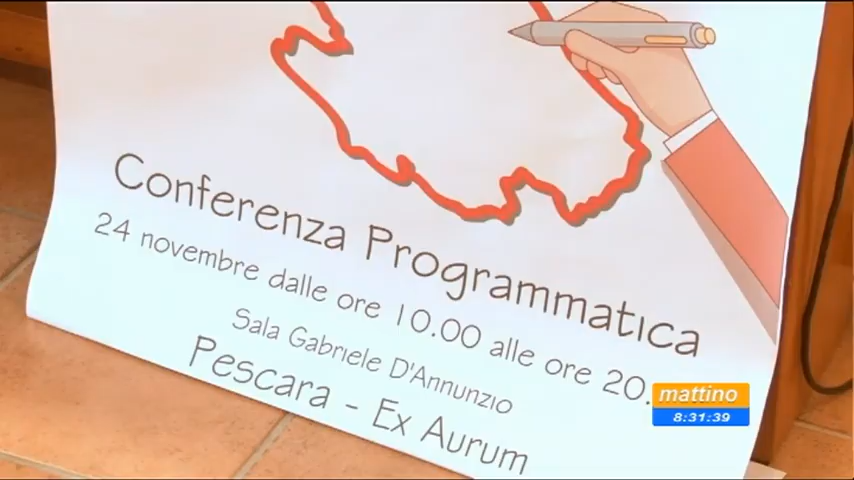 Conferenza Programmatica
24 novembre dalle ore 10.00 alle ore 20.
Sala Gabriele D'Annunzio
Pescara - Ex Aurum
mattino
8:31:39